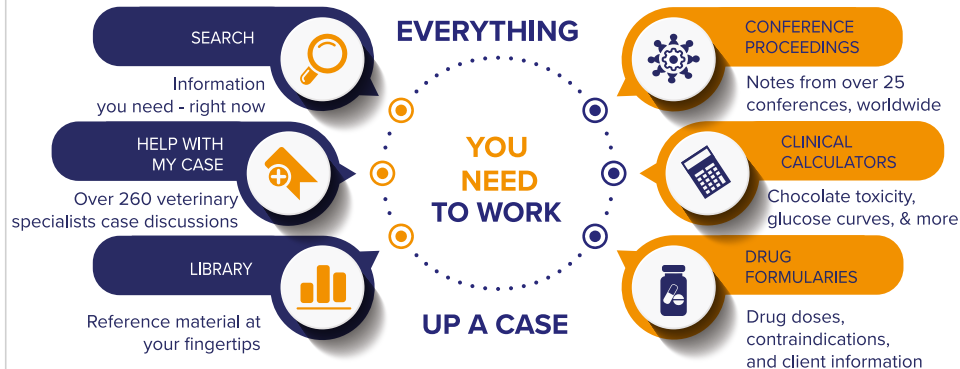 EVERYTHING
YOU
NEED
TO WORK
UP A CASE
SEARCH
Information
you need - right now
HELP WITH
MY CASE
Over 260 veterinary
specialists case discussions
LIBRARY
Reference material at
your fingertips
CONFERENCE
PROCEEDINGS
Notes from over 25
conferences, worldwide
CLINICAL
CALCULATORS
Chocolate toxicity,
glucose curves, & more
DRUG
FORMULARIES
Drug doses,
contraindications,
and client information